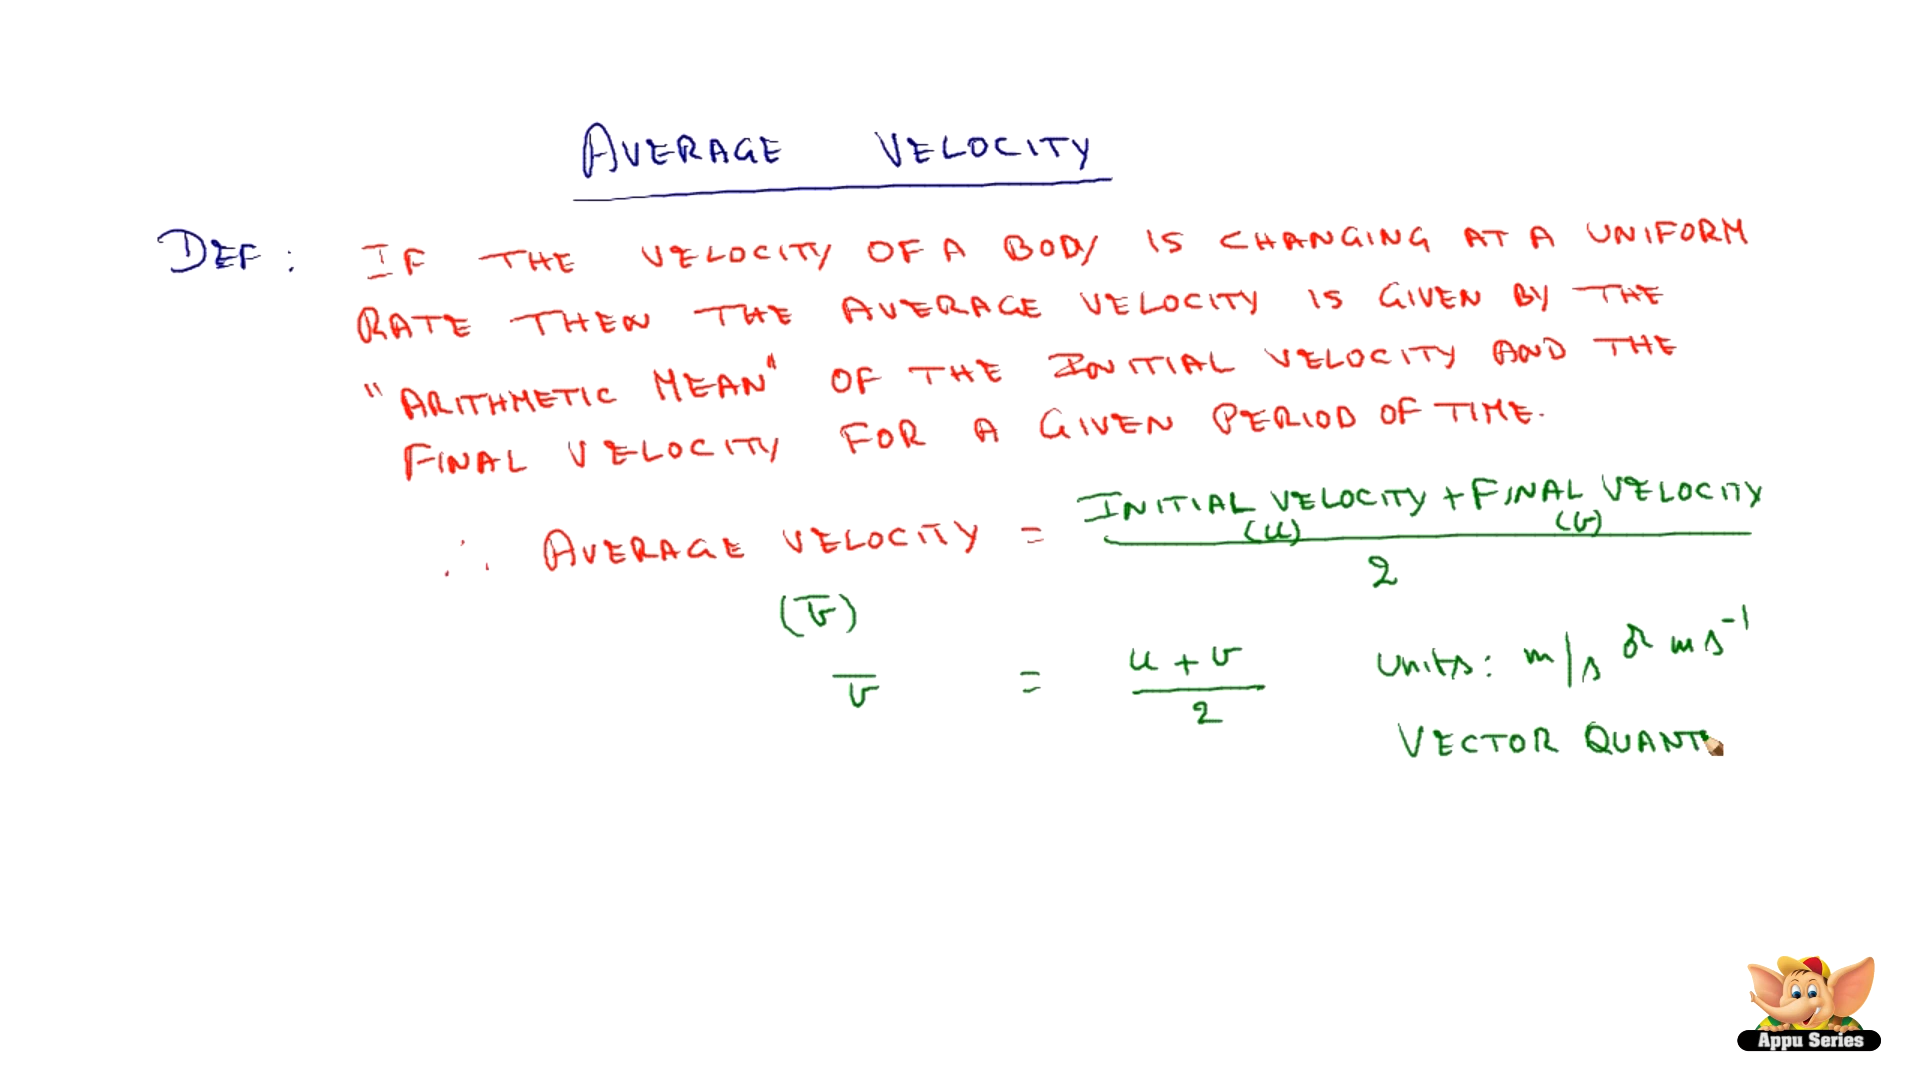 AVERAGE VELOCITY
DEF: IF THE VELOCITY OF A BODY IS CHANGING AT A UNIFORM
RATE THEN THE AVERAGE VELOCITY IS GIVEN BY THE
"ARITHMETIC MEAN" OF THE INITIAL VELOCITY AND THE
FINAL VELOCITY FOR A GIVEN PERIOD OF TIME.
∴ AVERAGE VELOCITY = INITIAL VELOCITY + FINAL VELOCITY
(u) (v)
2
(v̅)
v̅ = u + v / 2 Units: m/s or ms⁻¹
VECTOR QUANT
Appu Series